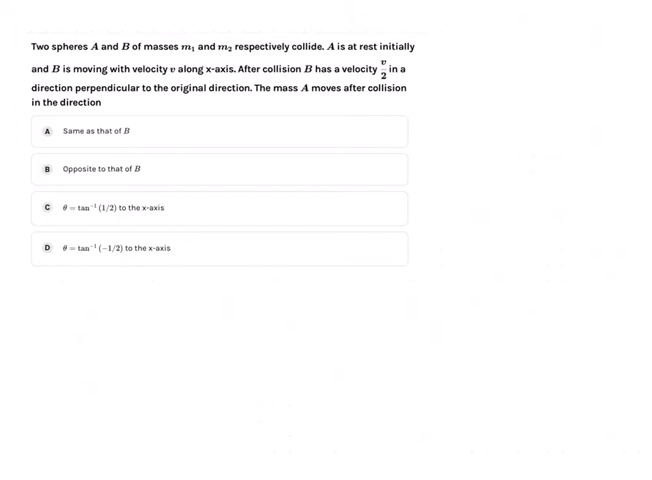 Two spheres A and B of masses m₁ and m₂ respectively collide. A is at rest initially
and B is moving with velocity v along x-axis. After collision B has a velocity v/2 in a
direction perpendicular to the original direction. The mass A moves after collision
in the direction
A Same as that of B
B Opposite to that of B
C θ = tan⁻¹ (1/2) to the x-axis
D θ = tan⁻¹ (−1/2) to the x-axis